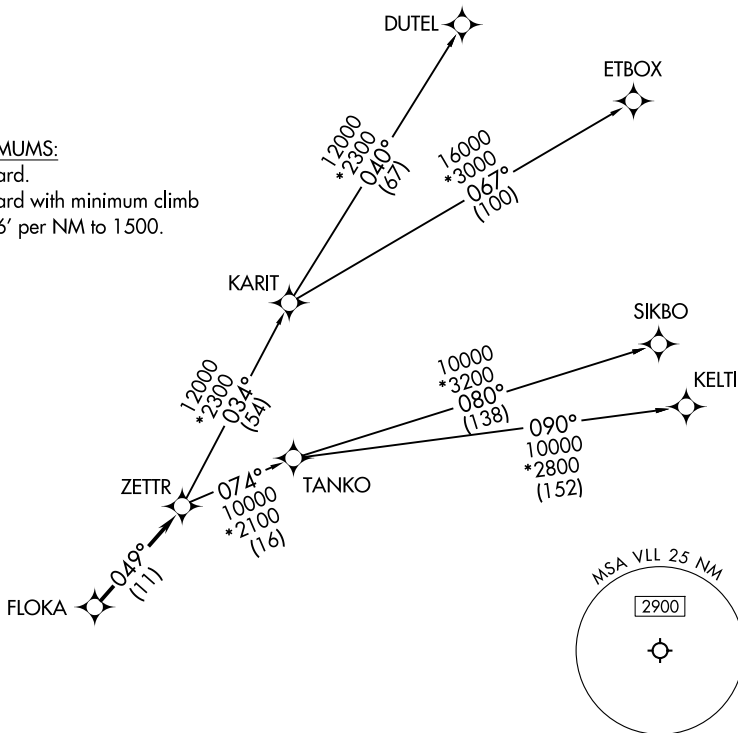 DUTEL
ETBOX
12000
*2300
040°
(67)
16000
*3000
067°
(100)
MUMS:
ard.
ard with minimum climb
6' per NM to 1500.
KARIT
SIKBO
12000
*2300
034°
(54)
10000
*3200
080°
(138)
KELTI
090°
10000
*2800
(152)
ZETTR
074°
10000
*2100
(16)
TANKO
049°
(11)
FLOKA
MSA VLL 25 NM
2900